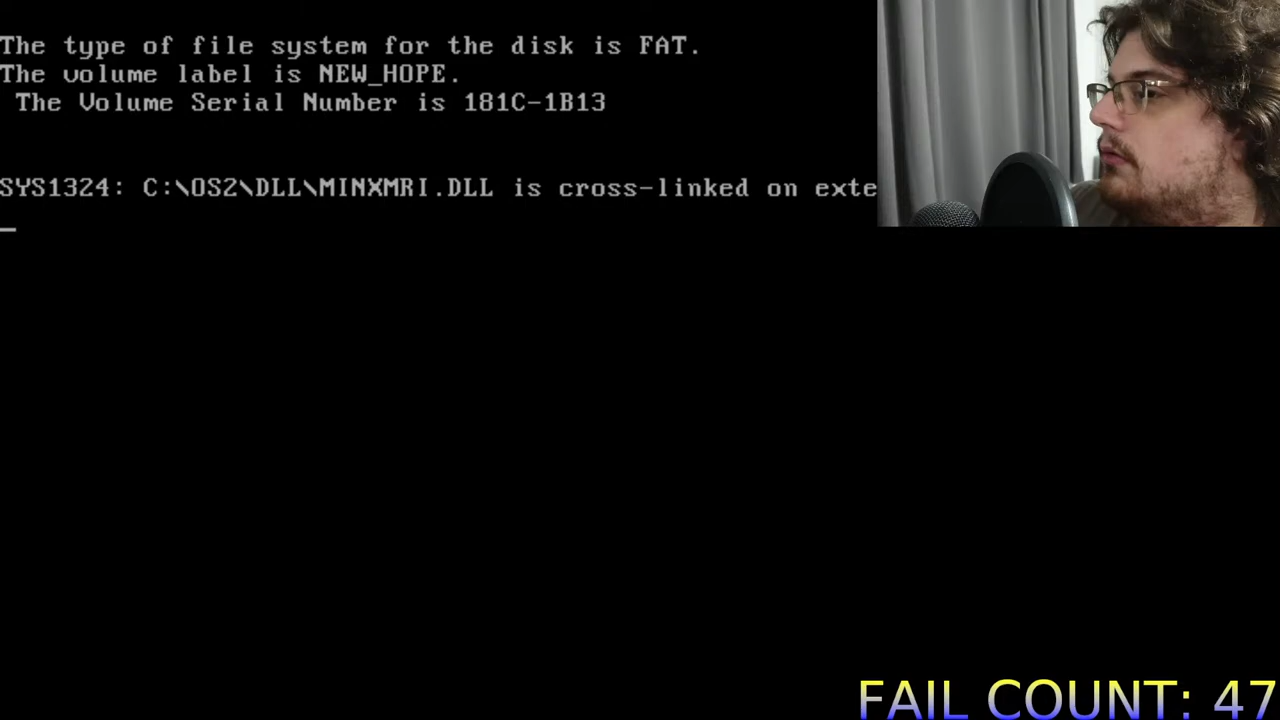 The type of file system for the disk is FAT.
The volume label is NEW_HOPE.
The Volume Serial Number is 181C-1B13
SYS1324: C:\OS2\DLL\MINXMRI.DLL is cross-linked on exte
FAIL COUNT: 47